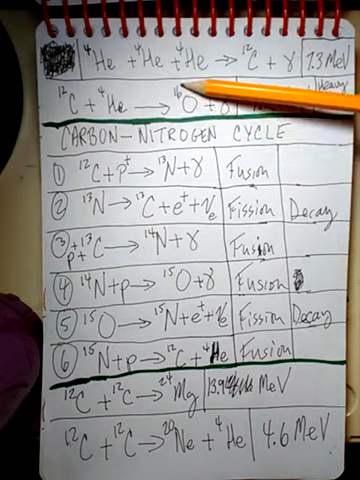 ⁴He + ⁴He + ⁴He → ¹²C + γ 7.3 MeV
¹²C + ⁴He → ¹⁶O + γ Heavy
CARBON–NITROGEN CYCLE
① ¹²C + p⁺ → ¹³N + γ Fusion
② ¹³N → ¹³C + e⁺ + νₑ Fission Decay
③ p⁺ + ¹³C → ¹⁴N + γ Fusion
④ ¹⁴N + p → ¹⁵O + γ Fusion
⑤ ¹⁵O → ¹⁵N + e⁺ + νₑ Fission Decay
⑥ ¹⁵N + p → ¹²C + ⁴He Fusion
¹²C + ¹²C → ²⁴Mg 13.9 MeV
¹²C + ¹²C → ²⁰Ne + ⁴He 4.6 MeV